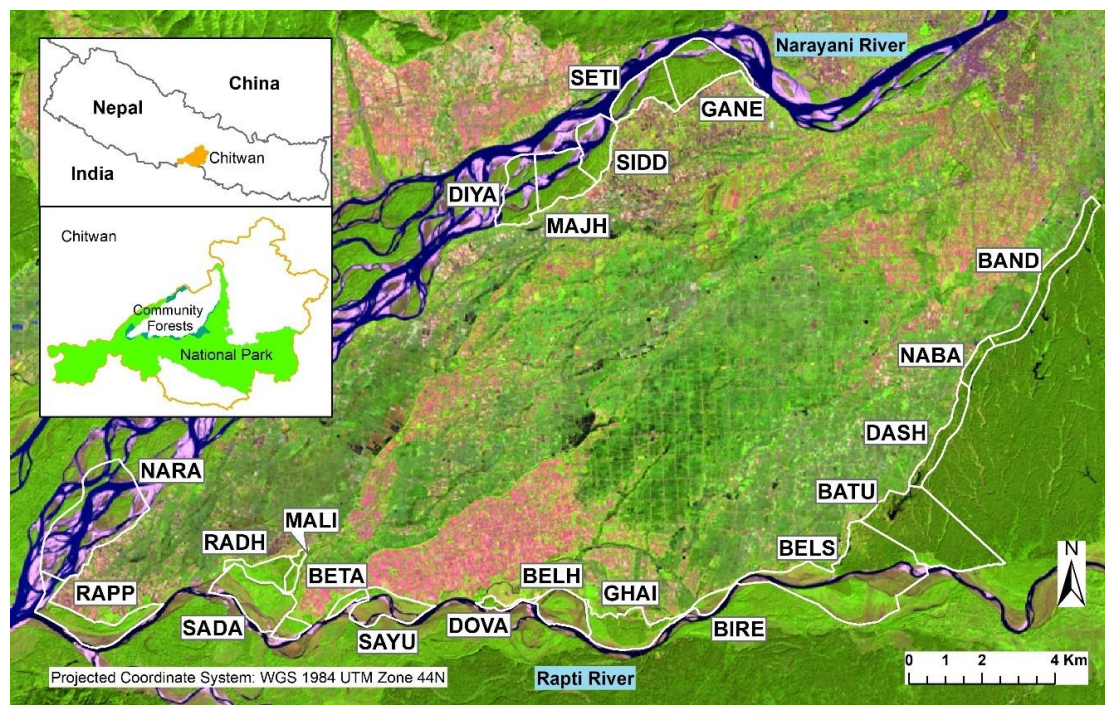 China
Nepal
Chitwan
India
Chitwan
Community
Forests
National Park
Narayani River
SETI
GANE
SIDD
DIYA
MAJH
BAND
NABA
DASH
BATU
BELS
NARA
MALI
RADH
BETA
BELH
GHAI
RAPP
SADA
SAYU
DOVA
BIRE
N
Rapti River
0 1 2 4 Km
Projected Coordinate System: WGS 1984 UTM Zone 44N